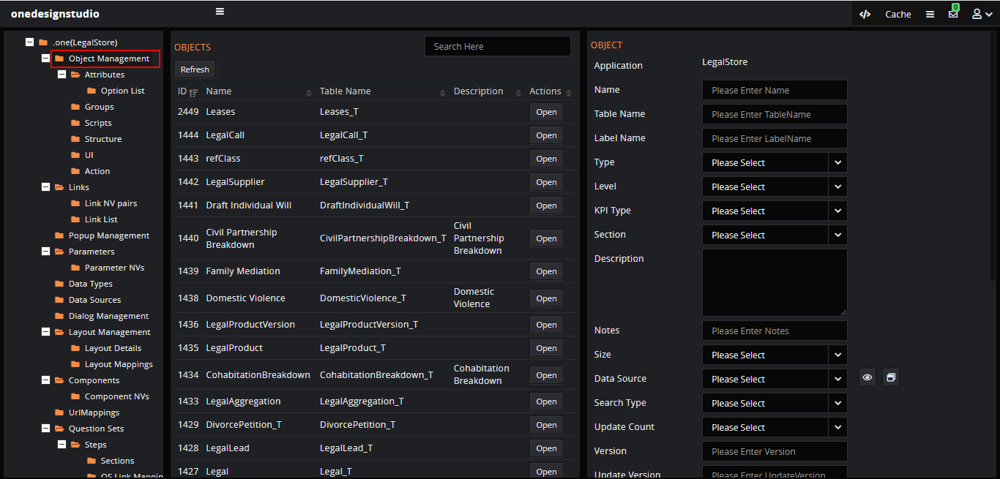 onedesignstudio
Cache
0
.one(LegalStore)
Object Management
Attributes
Option List
Groups
Scripts
Structure
UI
Action
Links
Link NV pairs
Link List
Popup Management
Parameters
Parameter NVs
Data Types
Data Sources
Dialog Management
Layout Management
Layout Details
Layout Mappings
Components
Component NVs
UrlMappings
Question Sets
Steps
Sections
QS Link Mappin
OBJECTS
Search Here
Refresh
ID Name Table Name Description Actions
2449 Leases Leases_T Open
1444 LegalCall LegalCall_T Open
1443 refClass refClass_T Open
1442 LegalSupplier LegalSupplier_T Open
1441 Draft Individual Will DraftIndividualWill_T Open
1440 Civil Partnership Breakdown CivilPartnershipBreakdown_T Civil Partnership Breakdown Open
1439 Family Mediation FamilyMediation_T Open
1438 Domestic Violence DomesticViolence_T Domestic Violence Open
1436 LegalProductVersion LegalProductVersion_T Open
1435 LegalProduct LegalProduct_T Open
1434 CohabitationBreakdown CohabitationBreakdown_T Cohabitation Breakdown Open
1433 LegalAggregation LegalAggregation_T Open
1429 DivorcePetition_T DivorcePetition_T Open
1428 LegalLead LegalLead_T Open
1427 Legal Legal_T Open
OBJECT
Application LegalStore
Name Please Enter Name
Table Name Please Enter TableName
Label Name Please Enter LabelName
Type Please Select
Level Please Select
KPI Type Please Select
Section Please Select
Description
Notes Please Enter Notes
Size Please Select
Data Source Please Select
Search Type Please Select
Update Count Please Select
Version Please Enter Version
Update Version Please Enter UpdateVersion